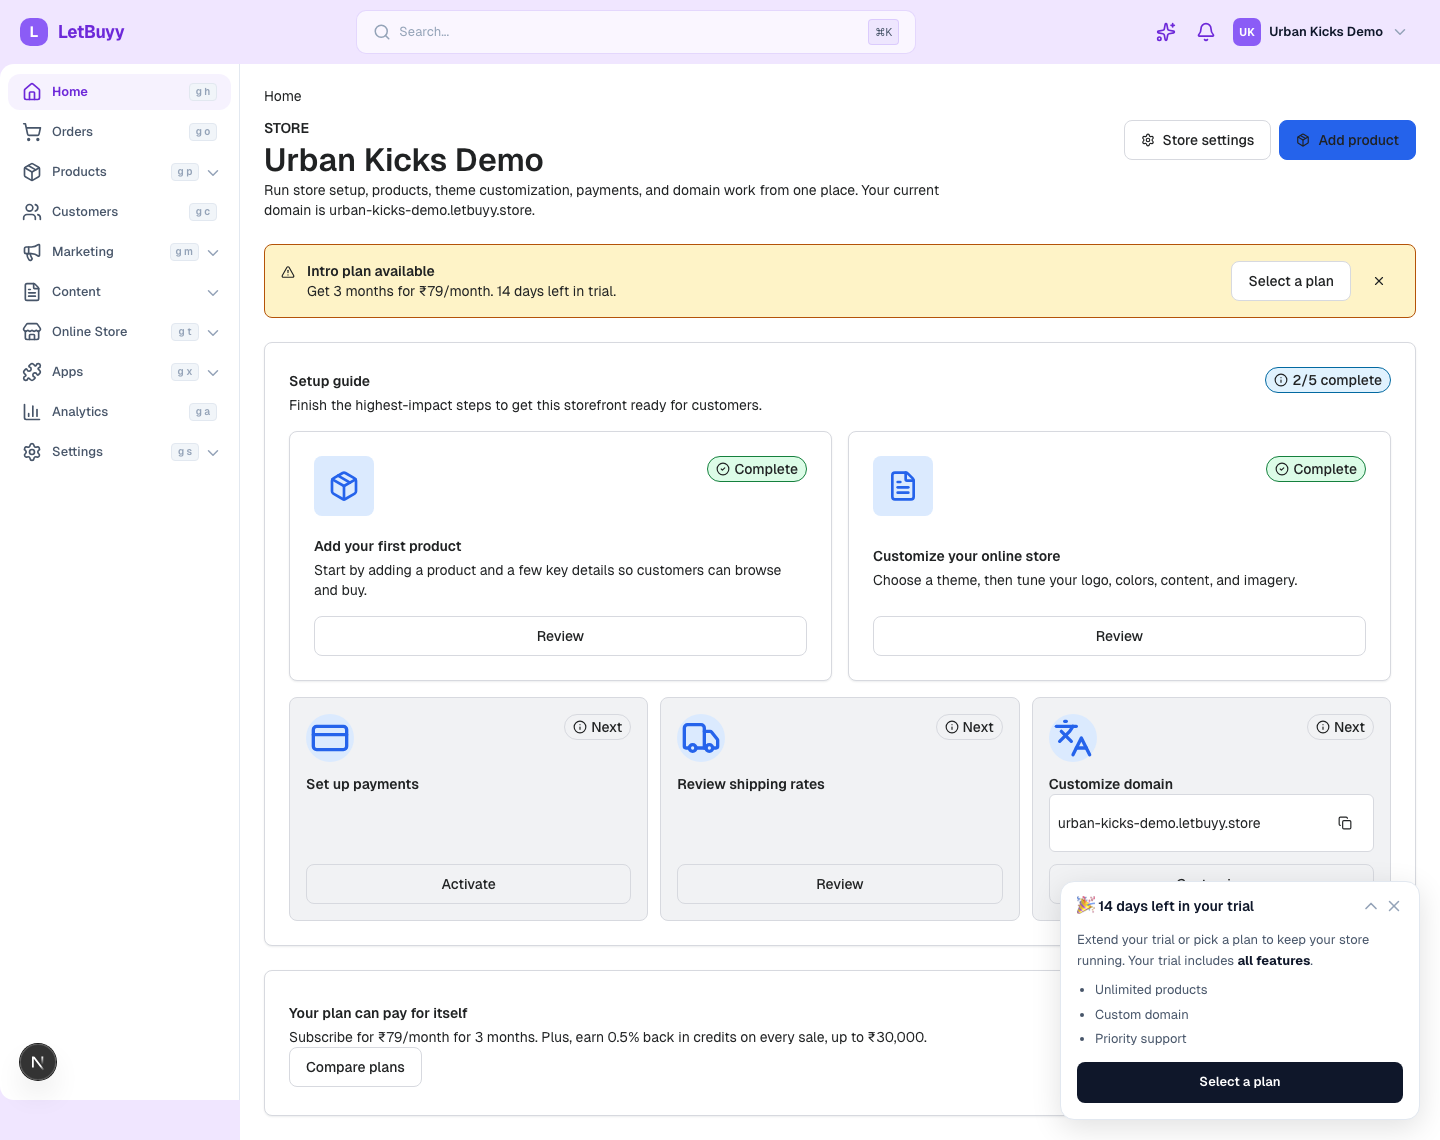 L LetBuyy
Search...
⌘K
UK Urban Kicks Demo
Home g h
Orders g o
Products g p
Customers g c
Marketing g m
Content
Online Store g t
Apps g x
Analytics g a
Settings g s
N
Home
STORE
Urban Kicks Demo
Run store setup, products, theme customization, payments, and domain work from one place. Your current
domain is urban-kicks-demo.letbuyy.store.
Store settings
Add product
Intro plan available
Get 3 months for ₹79/month. 14 days left in trial.
Select a plan
Setup guide
Finish the highest-impact steps to get this storefront ready for customers.
2/5 complete
Complete
Add your first product
Start by adding a product and a few key details so customers can browse
and buy.
Review
Complete
Customize your online store
Choose a theme, then tune your logo, colors, content, and imagery.
Review
Next
Set up payments
Activate
Next
Review shipping rates
Review
Next
Customize domain
urban-kicks-demo.letbuyy.store
Your plan can pay for itself
Subscribe for ₹79/month for 3 months. Plus, earn 0.5% back in credits on every sale, up to ₹30,000.
Compare plans
🎉 14 days left in your trial
Extend your trial or pick a plan to keep your store
running. Your trial includes all features.
• Unlimited products
• Custom domain
• Priority support
Select a plan